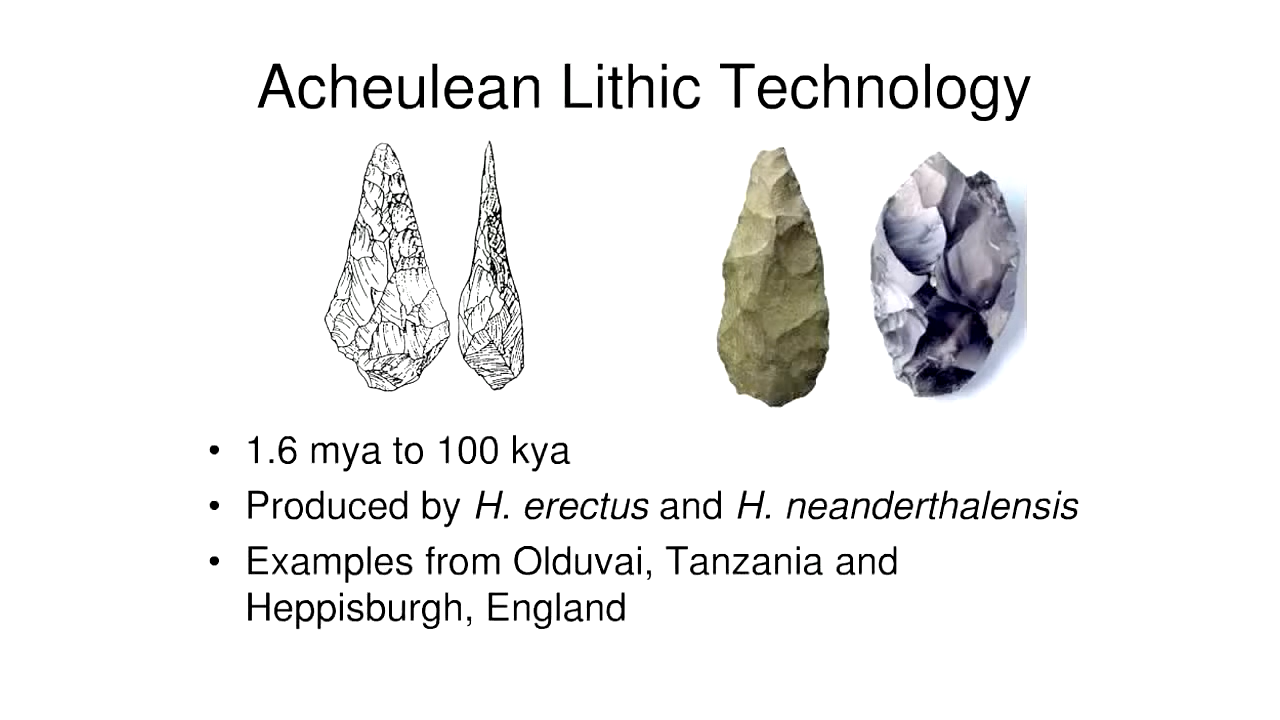 Acheulean Lithic Technology
• 1.6 mya to 100 kya
• Produced by H. erectus and H. neanderthalensis
• Examples from Olduvai, Tanzania and
Heppisburgh, England